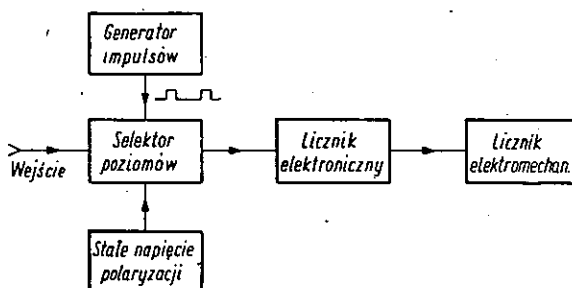 Generator
impulsów
Wejście
Selektor
poziomów
Licznik
elektroniczny
Licznik
elektromechan.
Stałe napięcie
polaryzacji